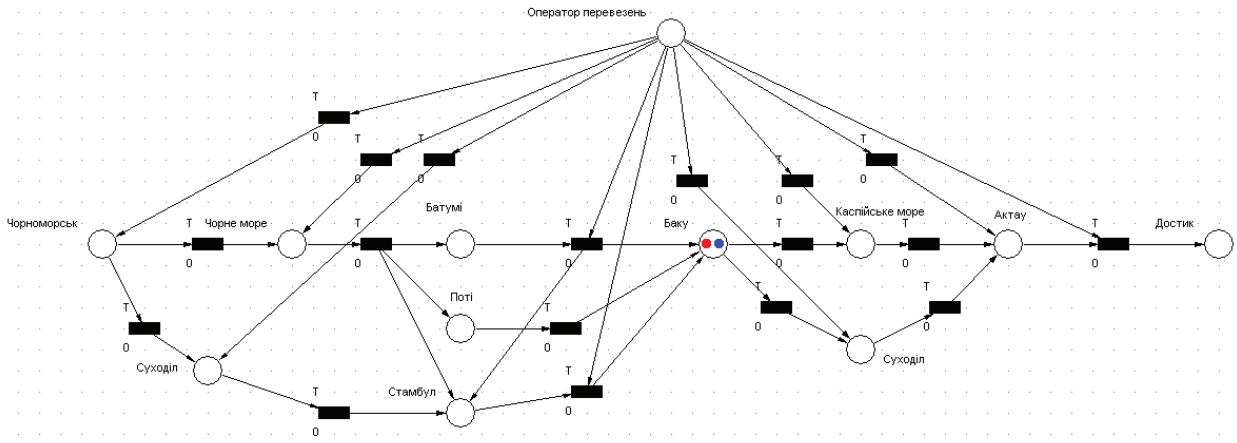 Оператор перевезень
T
0
T
0
T
0
T
0
T
0
T
0
Чорноморськ
T
0
Чорне море
T
0
Батумі
T
0
Баку
T
0
Каспійське море
T
0
Актау
T
0
Достик
T
0
Суходіл
Поті
T
0
T
0
T
0
Суходіл
T
0
Стамбул
T
0